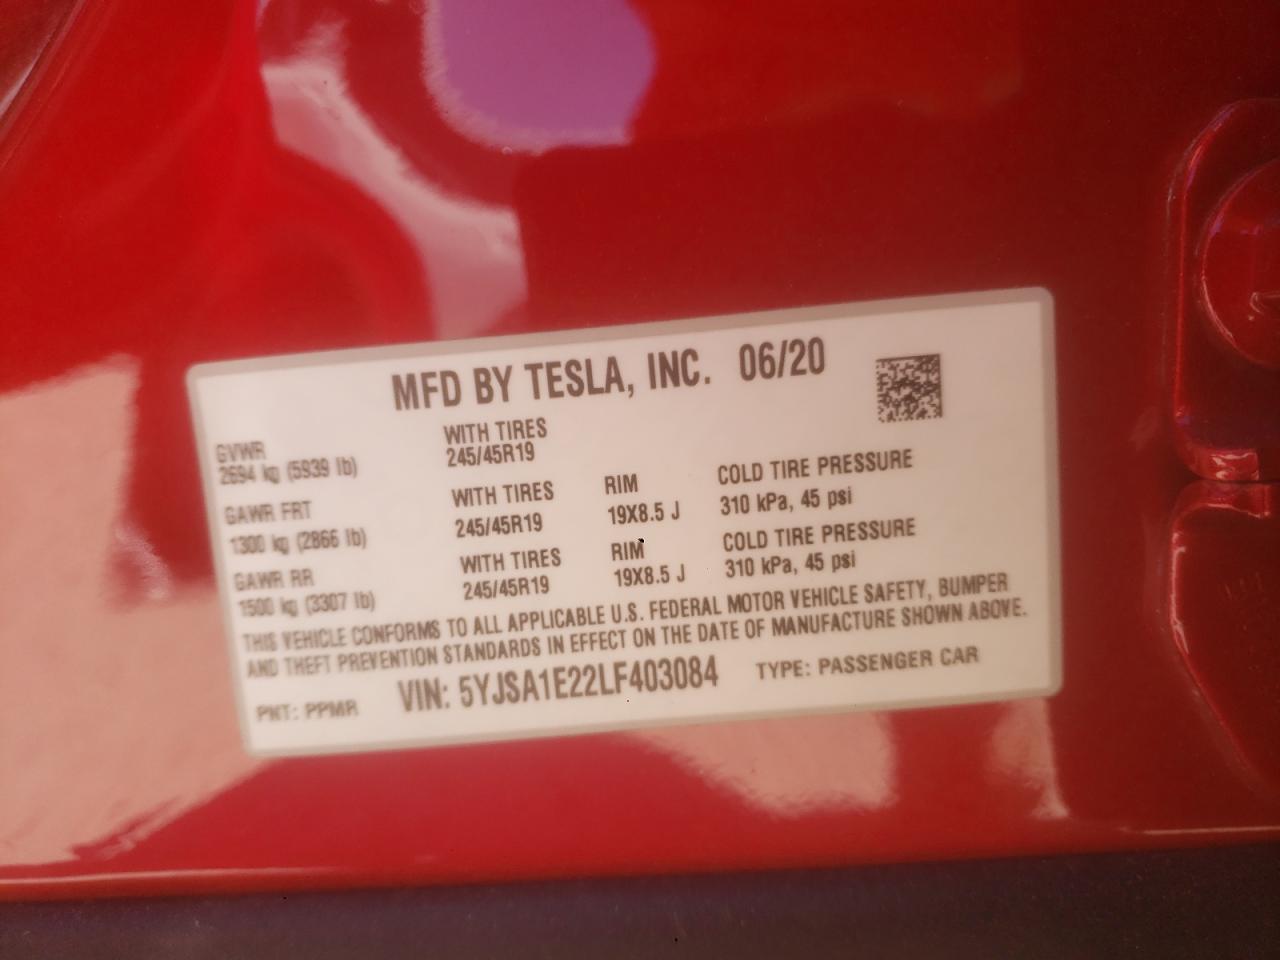 MFD BY TESLA, INC. 06/20
GVWR WITH TIRES
2694 kg (5939 lb) 245/45R19
GAWR FRT WITH TIRES RIM COLD TIRE PRESSURE
1300 kg (2866 lb) 245/45R19 19X8.5 J 310 kPa, 45 psi
GAWR RR WITH TIRES RIM COLD TIRE PRESSURE
1500 kg (3307 lb) 245/45R19 19X8.5 J 310 kPa, 45 psi
THIS VEHICLE CONFORMS TO ALL APPLICABLE U.S. FEDERAL MOTOR VEHICLE SAFETY, BUMPER
AND THEFT PREVENTION STANDARDS IN EFFECT ON THE DATE OF MANUFACTURE SHOWN ABOVE.
PNT: PPMR VIN: 5YJSA1E22LF403084 TYPE: PASSENGER CAR